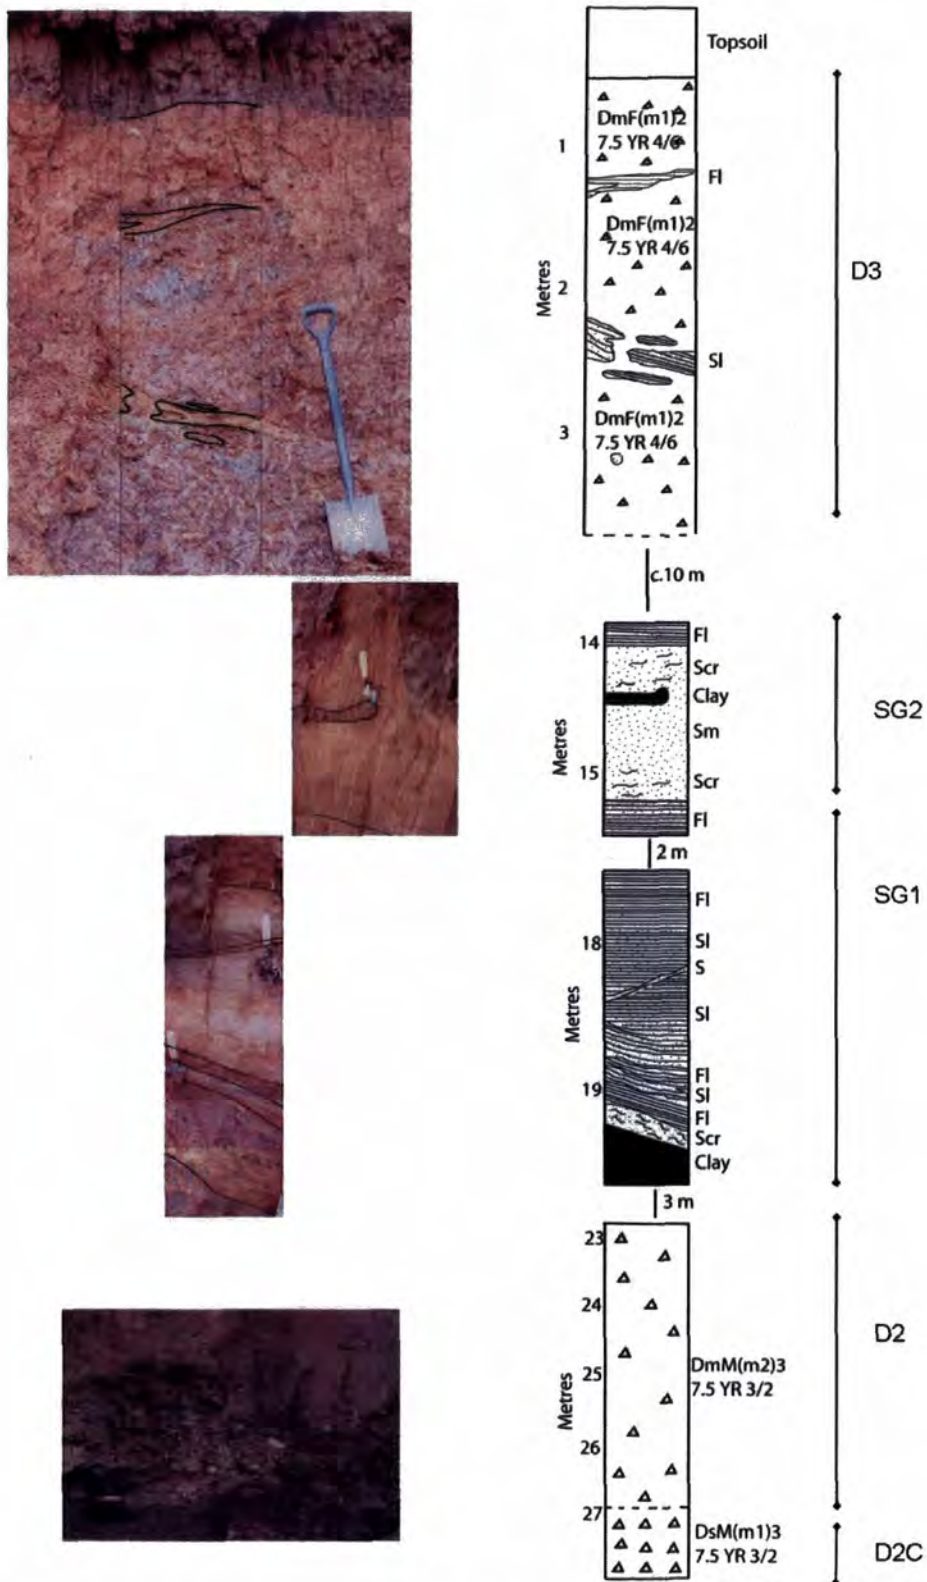 Topsoil
DmF(m1)2
7.5 YR 4/6
1
Fl
DmF(m1)2
7.5 YR 4/6
Metres
2
D3
Sl
DmF(m1)2
3
7.5 YR 4/6
c.10 m
14
Fl
Scr
Clay
SG2
Sm
Metres
15
Scr
Fl
2 m
SG1
Fl
18
Sl
S
Metres
Sl
Fl
19
Sl
Fl
Scr
Clay
3 m
23
24
D2
DmM(m2)3
25
7.5 YR 3/2
Metres
26
27
DsM(m1)3
7.5 YR 3/2
D2C